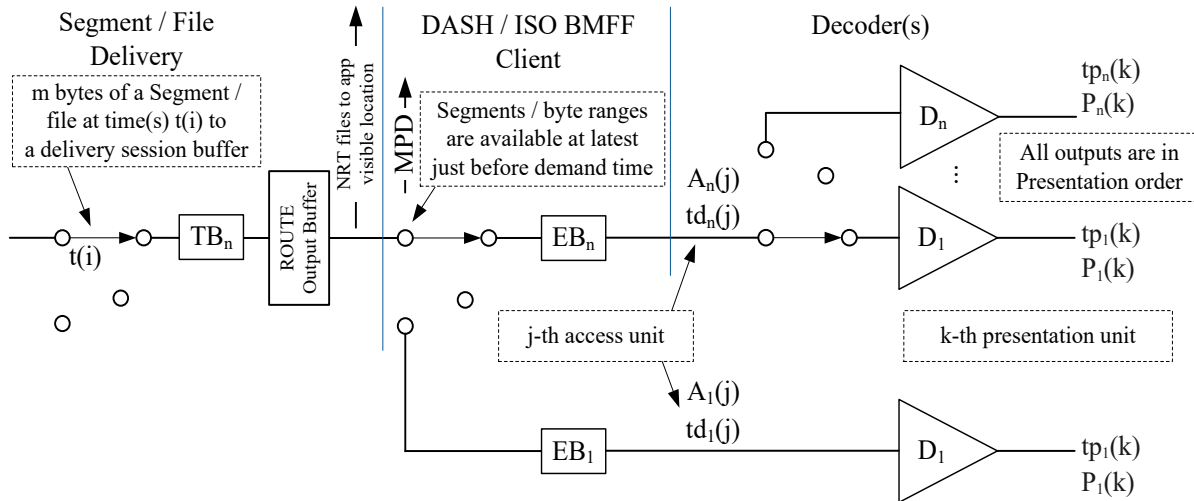 Segment / File
Delivery
m bytes of a Segment /
file at time(s) t(i) to
a delivery session buffer
t(i)
TBn
ROUTE
Output Buffer
NRT files to app
visible location
DASH / ISO BMFF
Client
MPD
Segments / byte ranges
are available at latest
just before demand time
EBn
j-th access unit
EB1
Decoder(s)
An(j)
tdn(j)
A1(j)
td1(j)
Dn
tpn(k)
Pn(k)
...
All outputs are in
Presentation order
D1
tp1(k)
P1(k)
k-th presentation unit
D1
tp1(k)
P1(k)